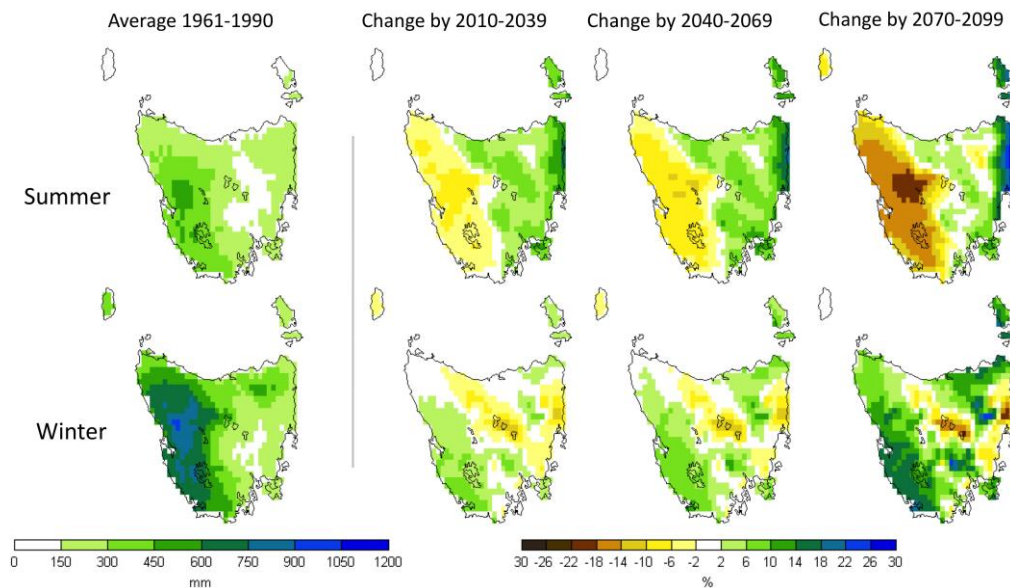 Average 1961-1990 Change by 2010-2039 Change by 2040-2069 Change by 2070-2099
Summer
Winter
0 150 300 450 600 750 900 1050 1200
mm
30 -26 -22 -18 -14 -10 -6 -2 2 6 10 14 18 22 26 30
%